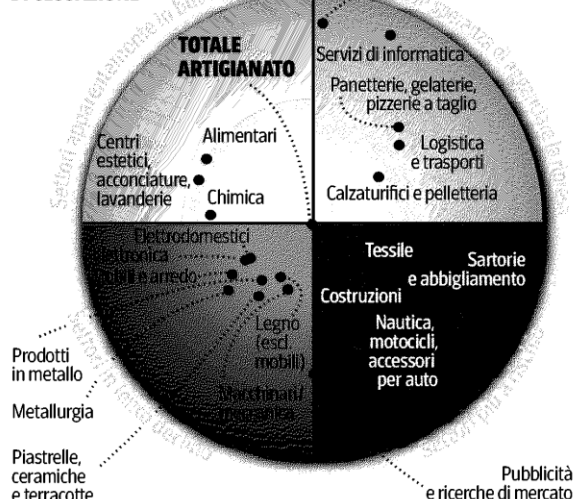 TOTALE
ARTIGIANATO
Servizi di informatica
Panetterie, gelaterie,
pizzerie a taglio
Logistica
e trasporti
Calzaturifici e pelletteria
Centri
estetici,
acconciature,
lavanderie
Alimentari
Chimica
Elettrodomestici
e arredo
Legno
(escl.
mobili)
Macchinari/
Tessile
Sartorie
e abbigliamento
Costruzioni
Nautica,
motocicli,
accessori
per auto
Prodotti
in metallo
Metallurgia
Piastrelle,
ceramiche
e terracotte
Pubblicità
e ricerche di mercato